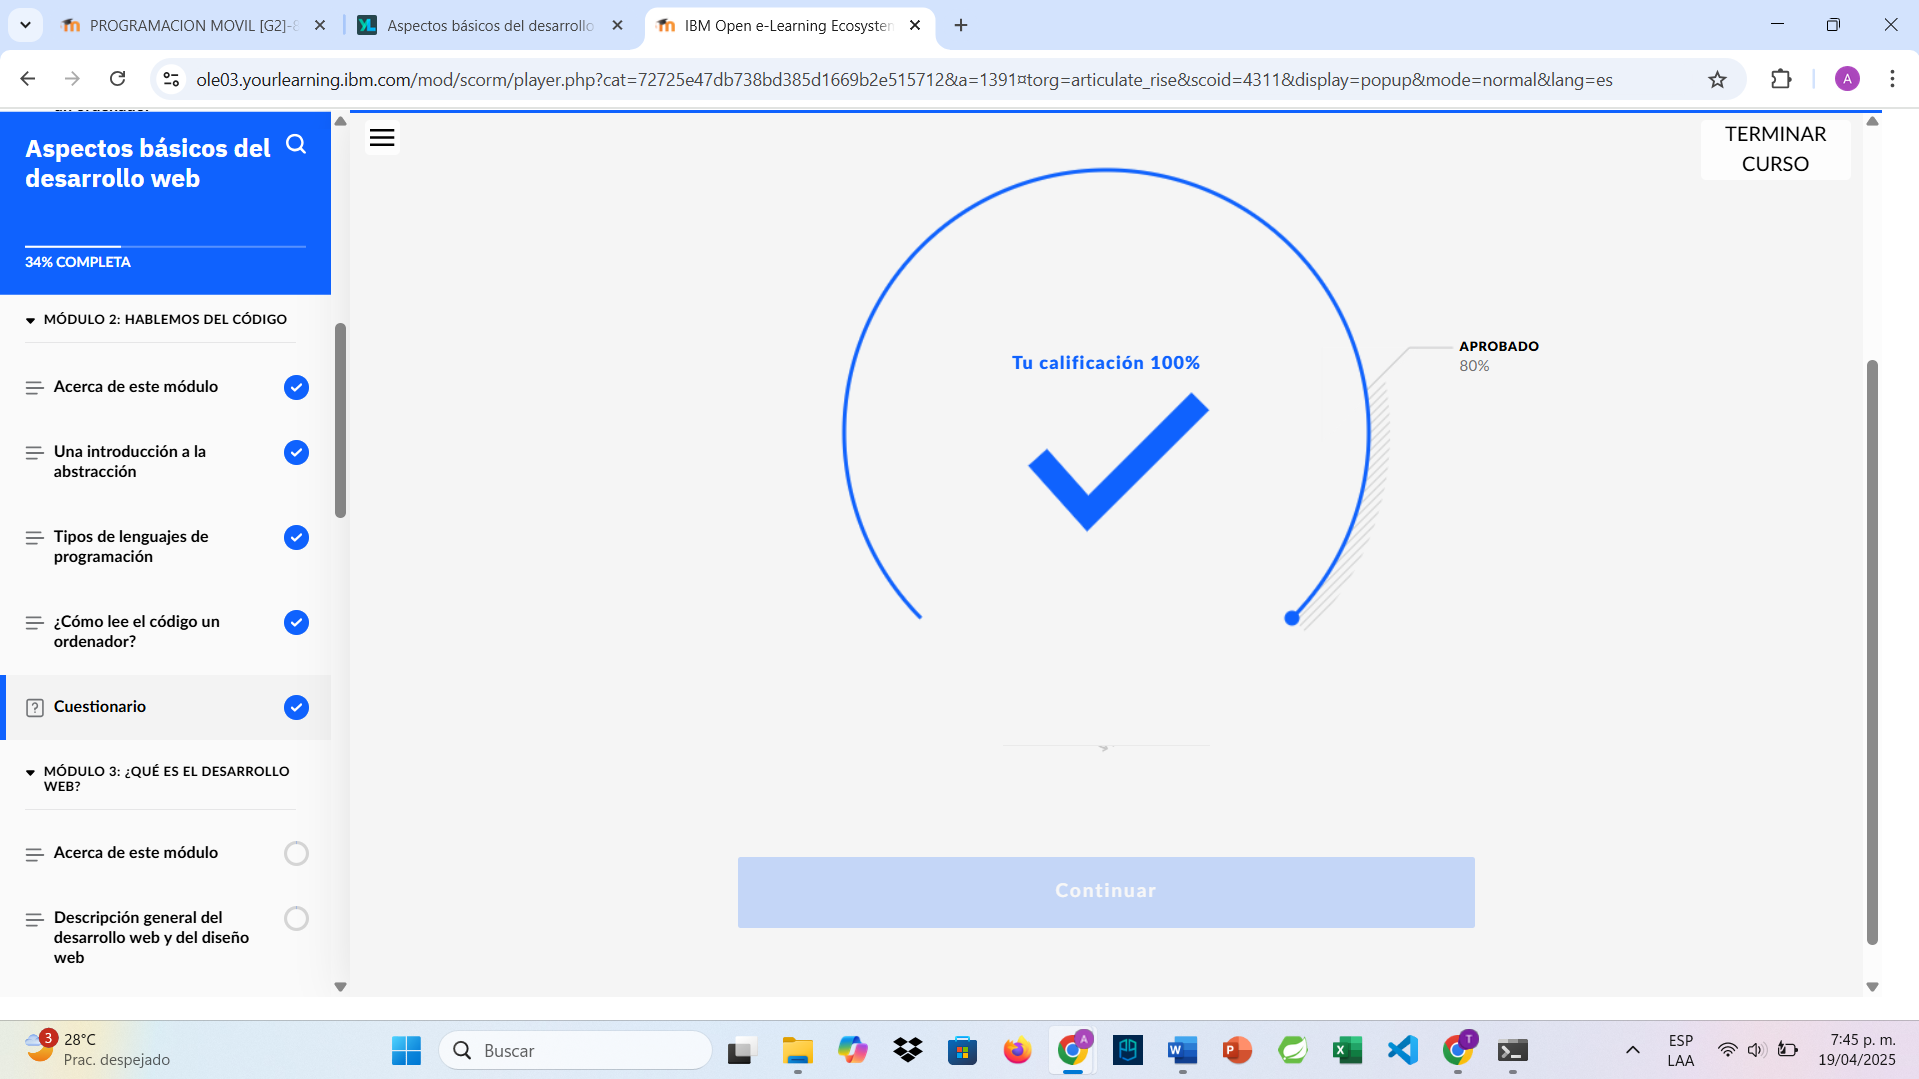 PROGRAMACION MOVIL [G2]-8
Aspectos básicos del desarrollo
IBM Open e-Learning Ecosystem
ole03.yourlearning.ibm.com/mod/scorm/player.php?cat=72725e47db738bd385d1669b2e515712&a=1391¤torg=articulate_rise&scoid=4311&display=popup&mode=normal&lang=es
A
Aspectos básicos del
desarrollo web
34% COMPLETA
MÓDULO 2: HABLEMOS DEL CÓDIGO
Acerca de este módulo
Una introducción a la
abstracción
Tipos de lenguajes de
programación
¿Cómo lee el código un
ordenador?
Cuestionario
MÓDULO 3: ¿QUÉ ES EL DESARROLLO
WEB?
Acerca de este módulo
Descripción general del
desarrollo web y del diseño
web
TERMINAR
CURSO
Tu calificación 100%
APROBADO
80%
Continuar
3
28°C
Prac. despejado
Buscar
A
T
ESP
LAA
7:45 p. m.
19/04/2025